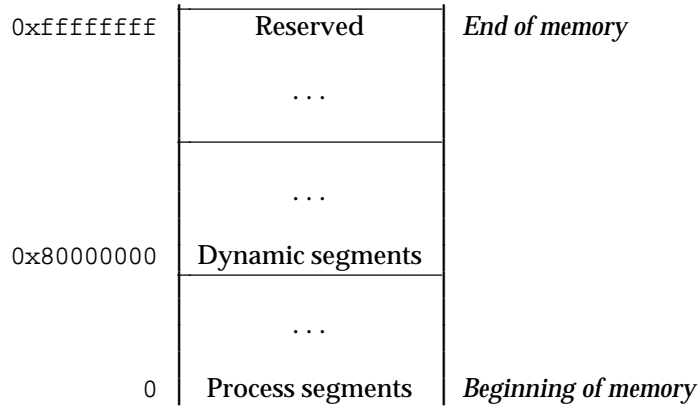 0xffffffff Reserved End of memory
...
...
0x80000000 Dynamic segments
...
0 Process segments Beginning of memory